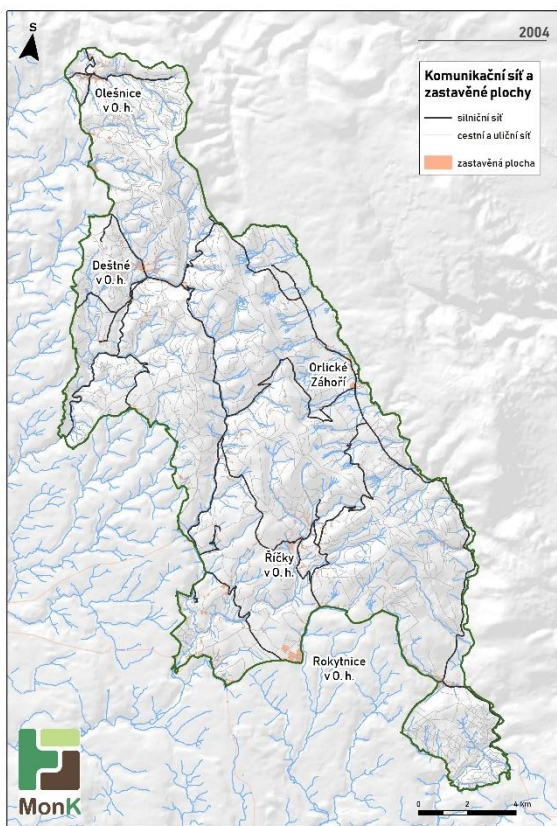 S
2004
Komunikační síť a
zastavěné plochy
silniční síť
cestní a uliční síť
zastavěná plocha
Olešnice
v O. h.
Deštné
v O. h.
Orlické
Záhoří
Říčky
v O. h.
Rokytnice
v O. h.
MonK
0 2 4 km